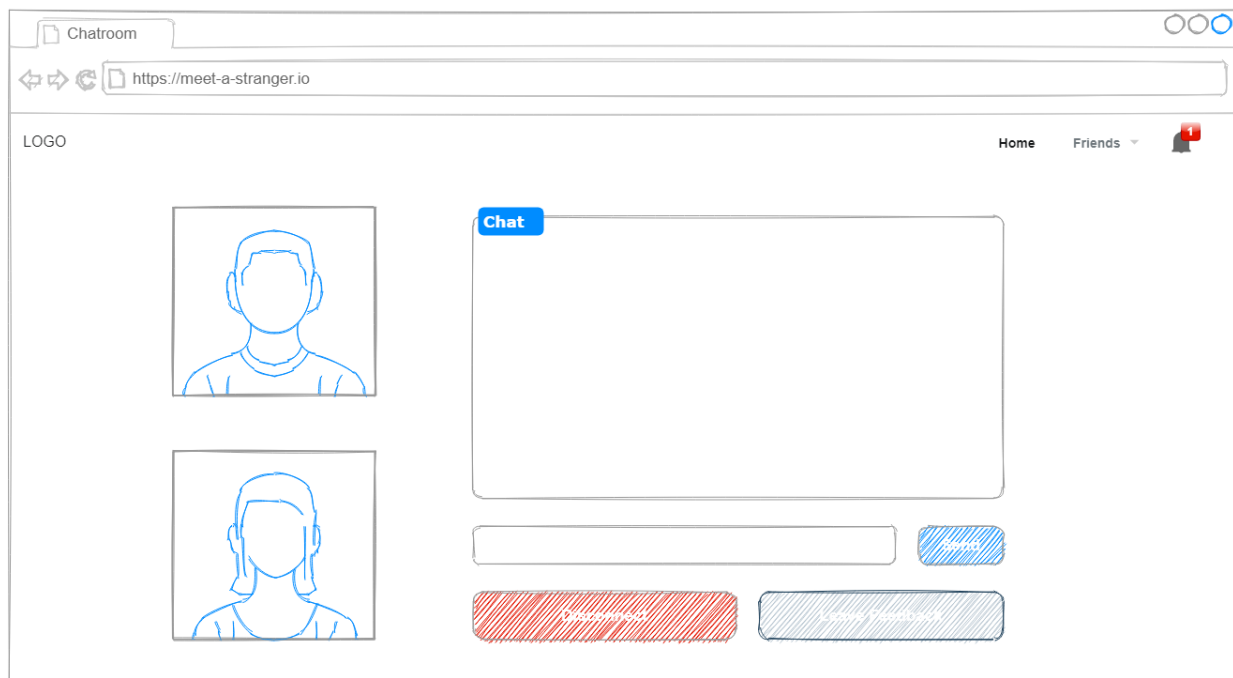 Chatroom
https://meet-a-stranger.io
LOGO
Home
Friends
1
Chat
Send
Disconnect
Leave Feedback